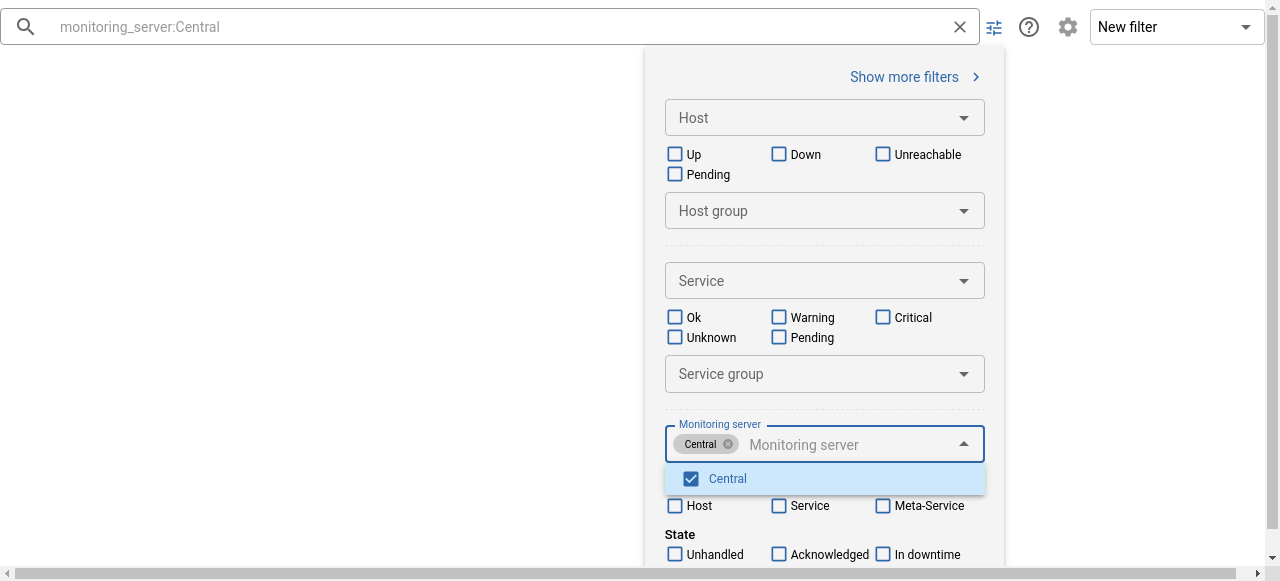 monitoring_server:Central
New filter
Show more filters
Host
Up Down Unreachable
Pending
Host group
Service
Ok Warning Critical
Unknown Pending
Service group
Monitoring server
Central Monitoring server
Central
Host Service Meta-Service
State
Unhandled Acknowledged In downtime